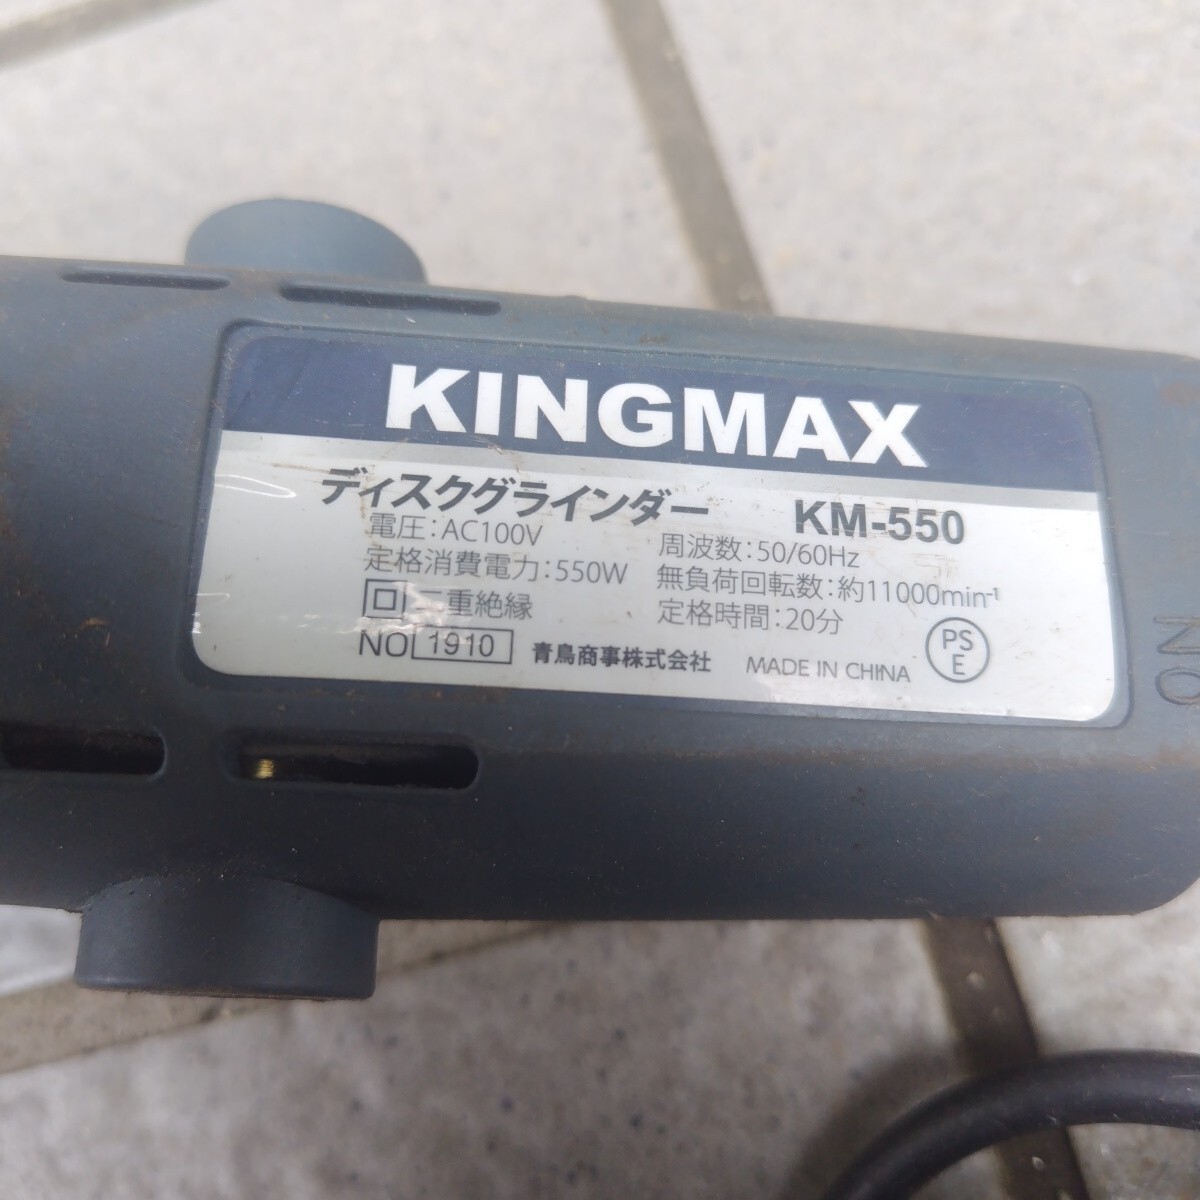 KINGMAX
ディスクグラインダー KM-550
電圧:AC100V 周波数:50/60Hz
定格消費電力:550W 無負荷回転数:約11000min⁻¹
二重絶縁 定格時間:20分
NO 1910 青鳥商事株式会社 MADE IN CHINA PSE
NO